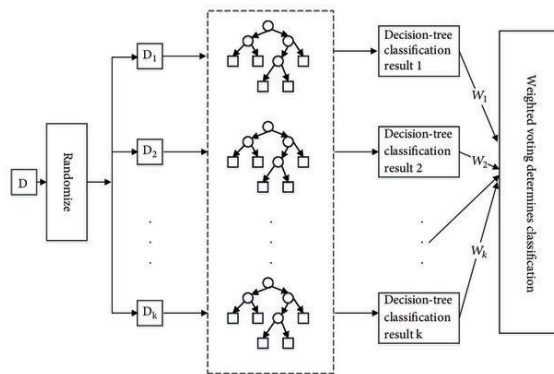 D
Randomize
D1
D2
Dk
Decision-tree
classification
result 1
Decision-tree
classification
result 2
Decision-tree
classification
result k
W1
W2
Wk
Weighted voting determines classification